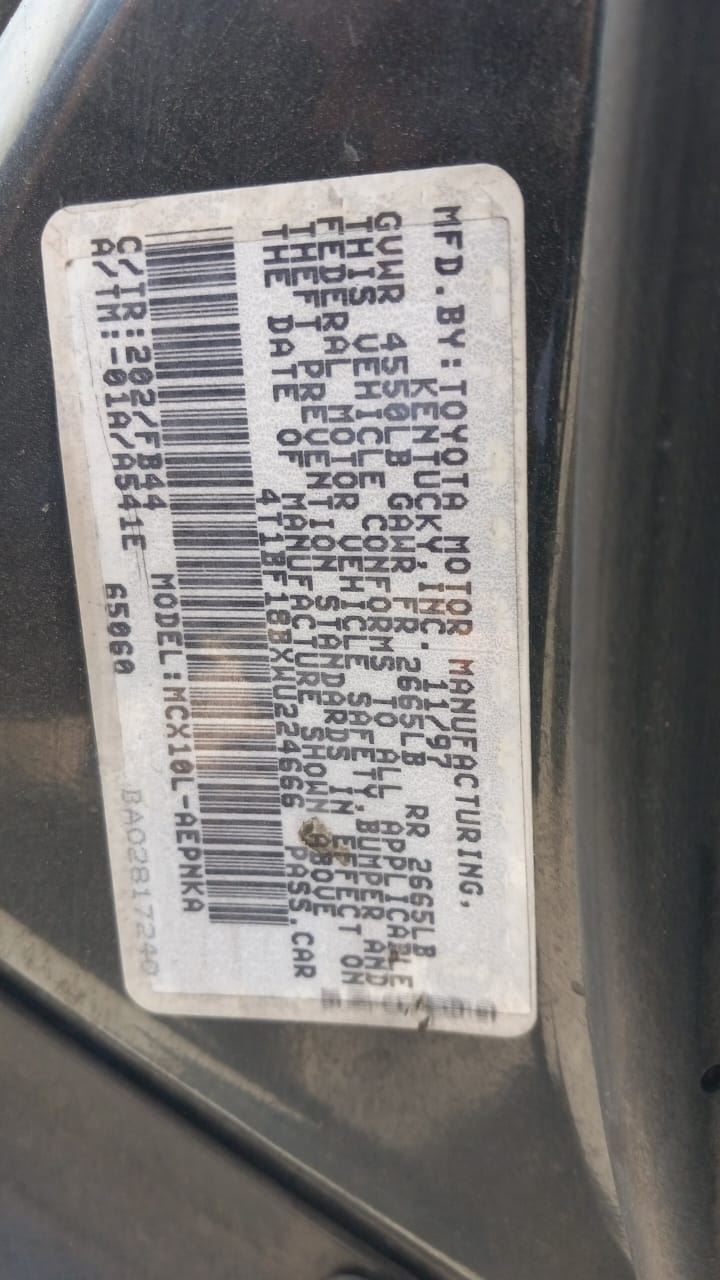 MFD. BY: TOYOTA MOTOR MANUFACTURING,
KENTUCKY, INC. 11/97
GVWR 4550LB GAWR FR 2665LB RR 2665LB
THIS VEHICLE CONFORMS TO ALL APPLICABLE
FEDERAL MOTOR VEHICLE SAFETY, BUMPER AND
THEFT PREVENTION STANDARDS IN EFFECT ON
THE DATE OF MANUFACTURE SHOWN ABOVE
4T1BF18BXWU224666 PASS.CAR
MODEL:MCX10L-AEPNKA
C/TR:202/FB44
A/TM:-01A/A541E 65060
BA02817240